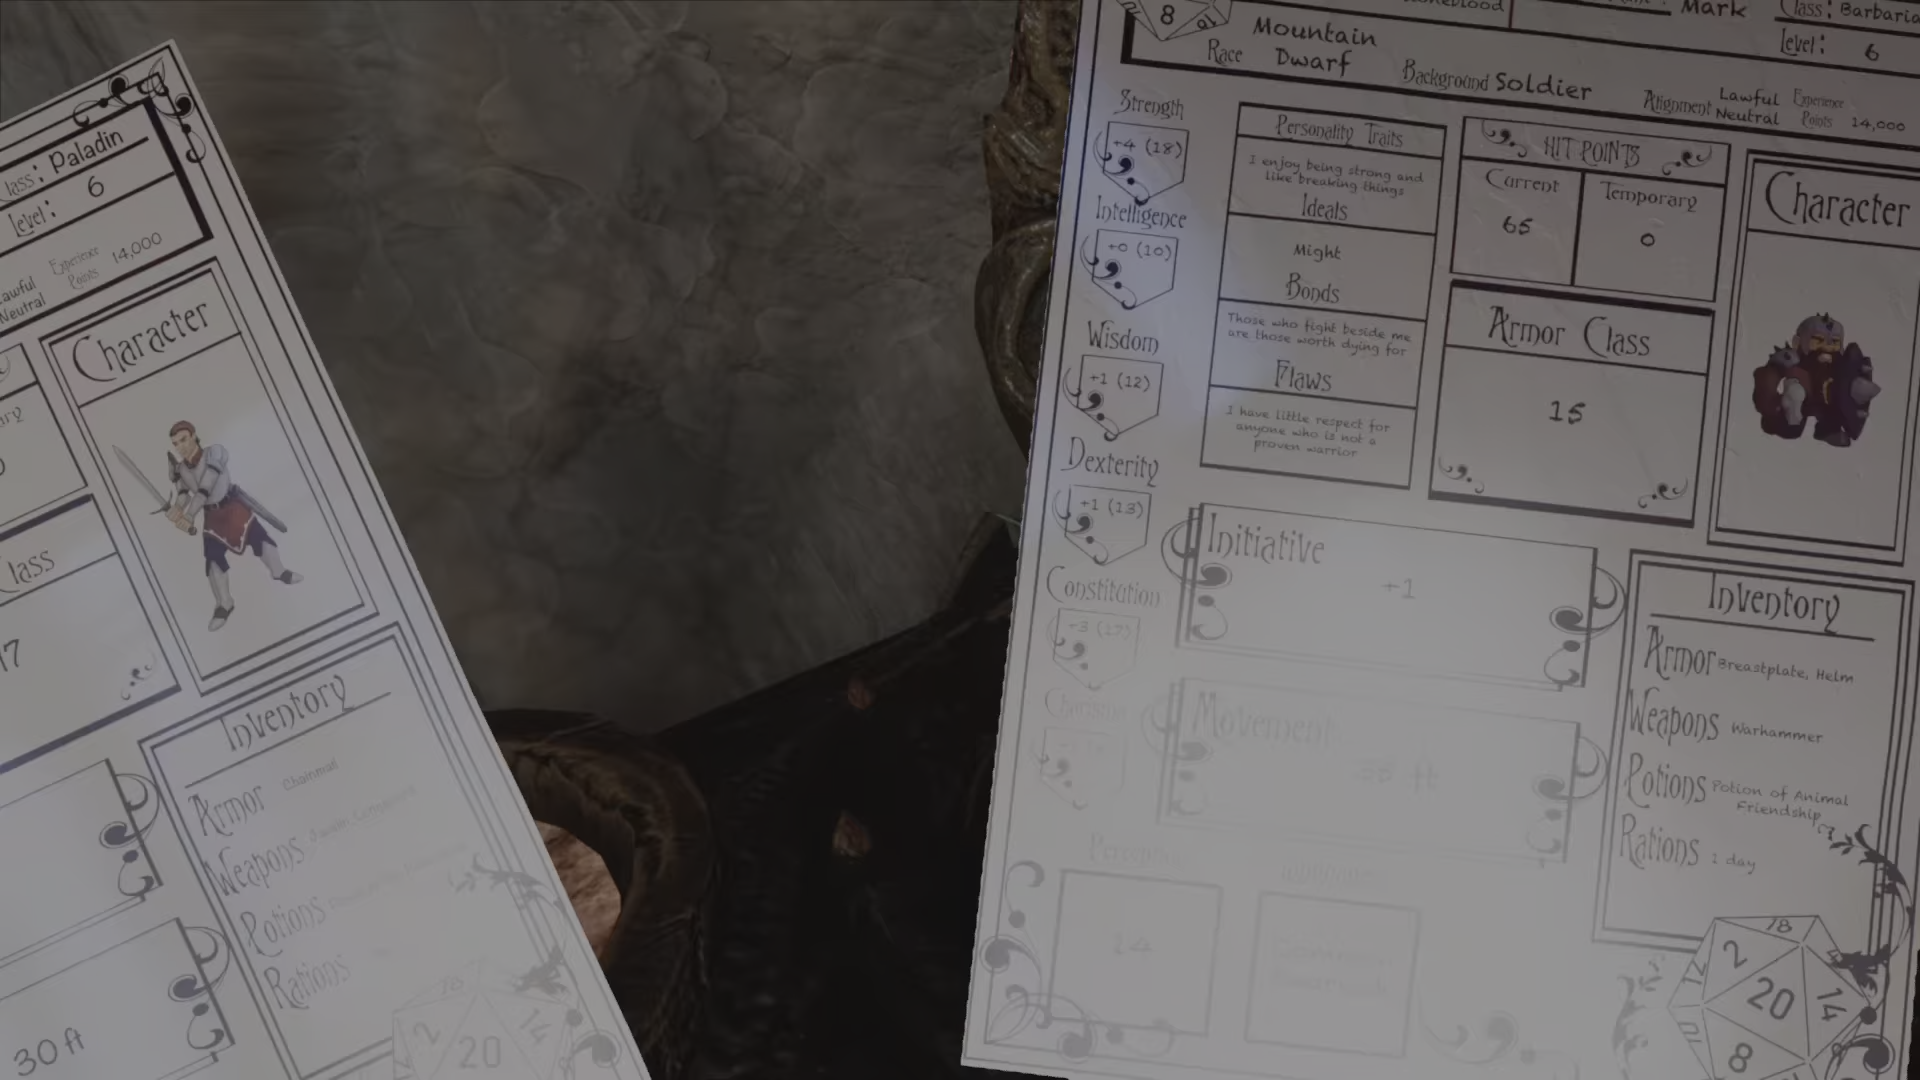 Class: Paladin
Level: 6
Lawful
Neutral
Experience
Points 14,000
Character
Class
17
30 ft
Inventory
Armor Chainmail
Weapons
Potions
Rations
18
2
20
14
8
Mark
Class:
Level: 6
Mountain
Race Dwarf
Background Soldier
Alignment Lawful
Neutral
Experience
Points 14,000
Strength
+4 (18)
Intelligence
+0 (10)
Wisdom
+1 (12)
Dexterity
+1 (13)
Constitution
Charisma
Personality Traits
I enjoy being strong and
like breaking things
Ideals
Might
Bonds
Those who fight beside me
are those worth dying for
Flaws
I have little respect for
anyone who is not a
proven warrior
HIT POINTS
Current
65
Temporary
0
Armor Class
15
Character
Initiative
+1
Movement
ft
14
Inventory
Armor Breastplate, Helm
Weapons Warhammer
Potions Potion of Animal
Friendship
Rations 1 day
18
2
12
20
14
10
8